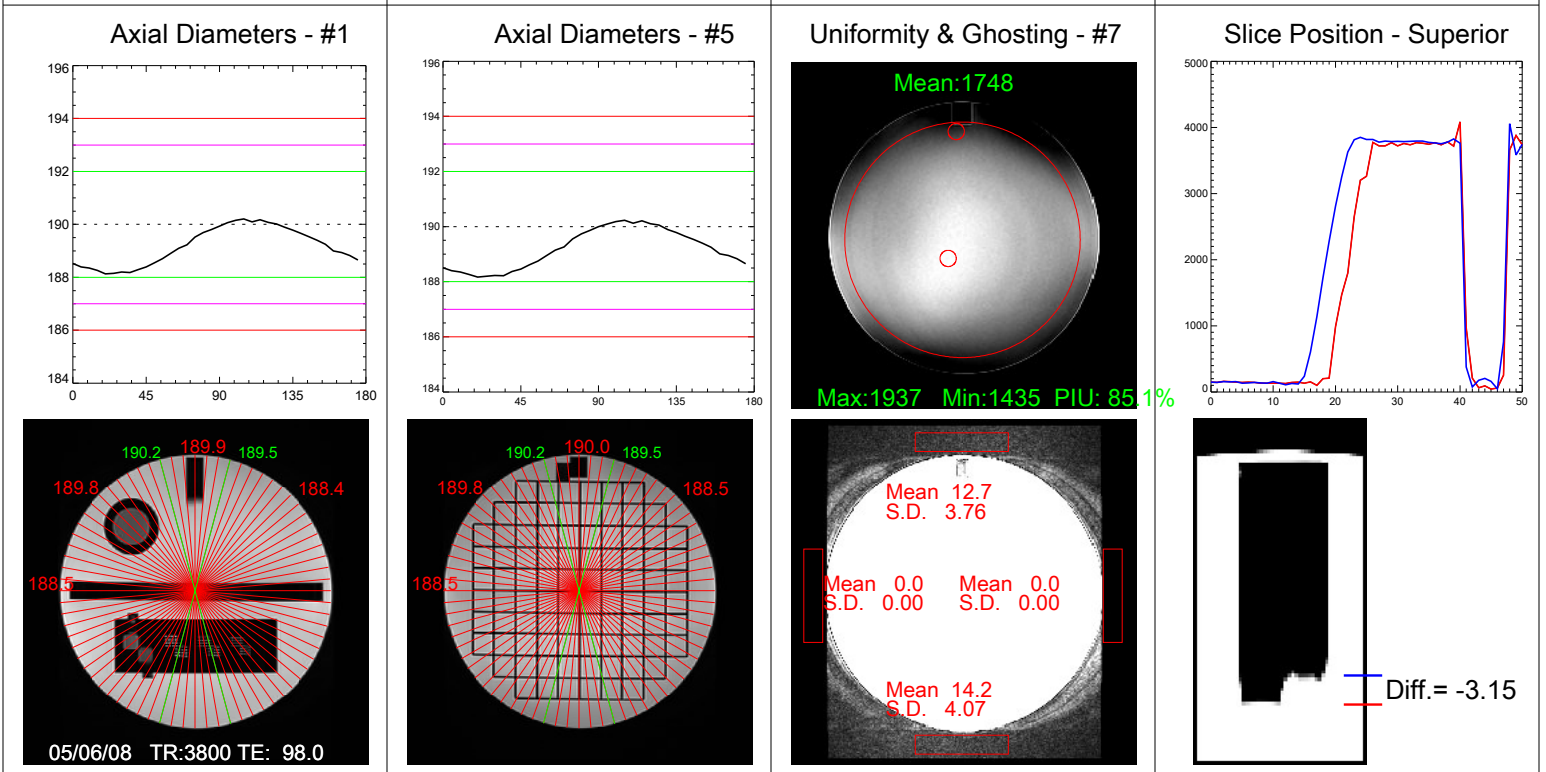 Axial Diameters - #1
196
194
192
190
188
186
184
0 45 90 135 180
190.2 189.9 189.5
189.8 188.4
188.5
05/06/08 TR:3800 TE: 98.0
Axial Diameters - #5
196
194
192
190
188
186
184
0 45 90 135 180
190.2 190.0 189.5
189.8 188.5
188.5
Uniformity & Ghosting - #7
Mean:1748
Max:1937 Min:1435 PIU: 85.1%
Mean 12.7
S.D. 3.76
Mean 0.0 Mean 0.0
S.D. 0.00 S.D. 0.00
Mean 14.2
S.D. 4.07
Slice Position - Superior
5000
4000
3000
2000
1000
0
0 10 20 30 40 50
Diff.= -3.15